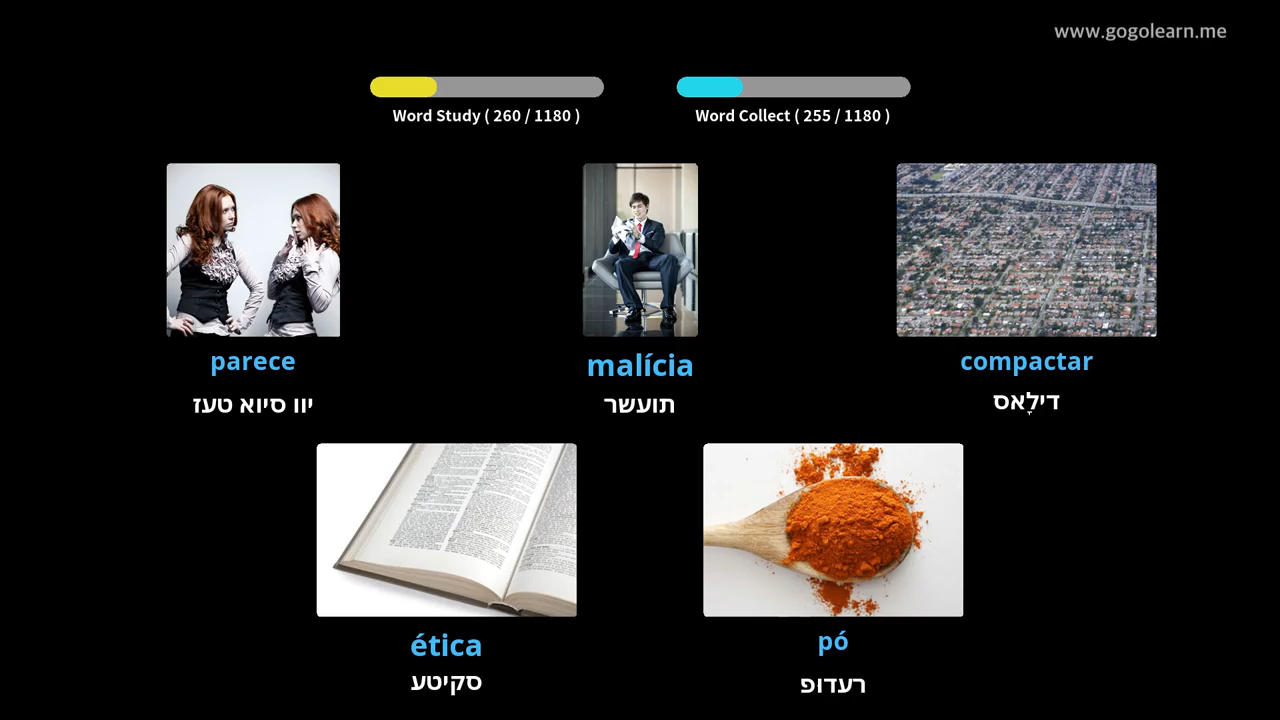 www.gogolearn.me
Word Study ( 260 / 1180 )
Word Collect ( 255 / 1180 )
parece
יוו סיוא טעז
malícia
תועשר
compactar
דילָאס
ética
סקיטע
pó
רעדוּפ